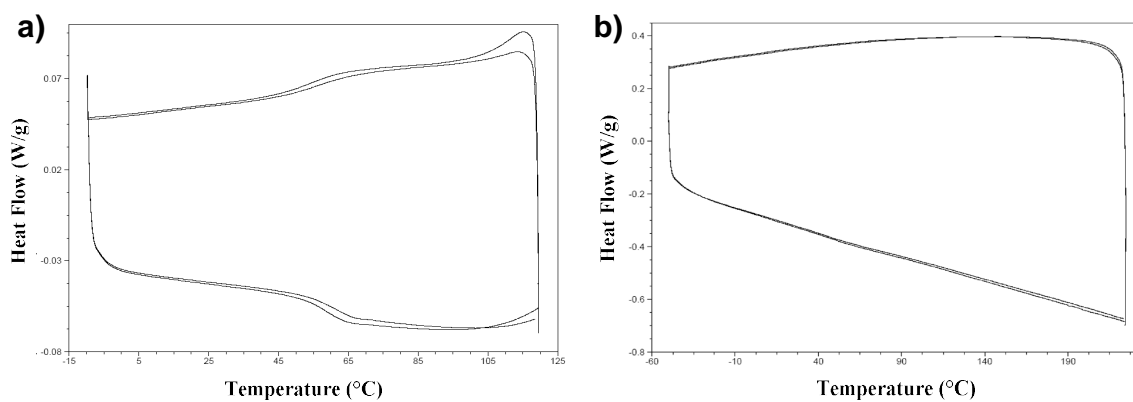 a)
Heat Flow (W/g)
0.07
0.02
-0.03
-0.08
-15 5 25 45 65 85 105 125
Temperature (°C)
b)
Heat Flow (W/g)
0.4
0.2
0.0
-0.2
-0.4
-0.6
-0.8
-60 -10 40 90 140 190
Temperature (°C)